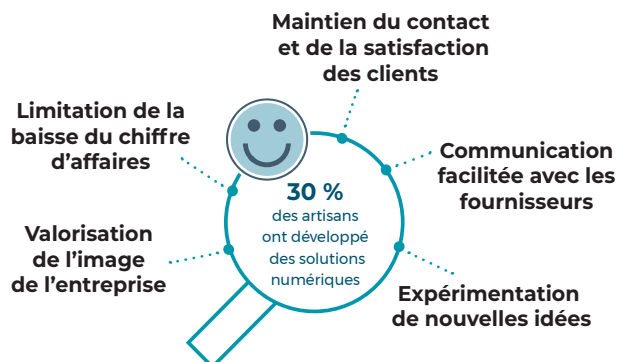 Maintien du contact
et de la satisfaction
des clients
Limitation de la
baisse du chiffre
d’affaires
Communication
facilitée avec les
fournisseurs
30 %
des artisans
ont développé
des solutions
numériques
Valorisation
de l’image
de l’entreprise
Expérimentation
de nouvelles idées